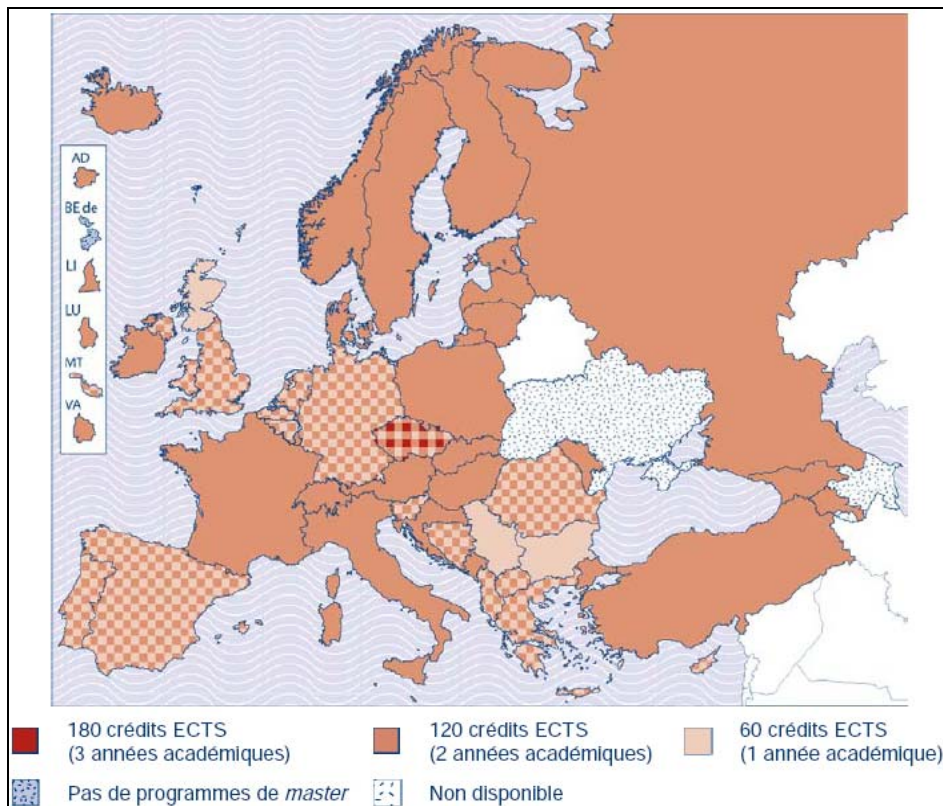 AD
BE de
LI
LU
MT
VA
180 crédits ECTS
(3 années académiques)
120 crédits ECTS
(2 années académiques)
60 crédits ECTS
(1 année académique)
Pas de programmes de master
Non disponible